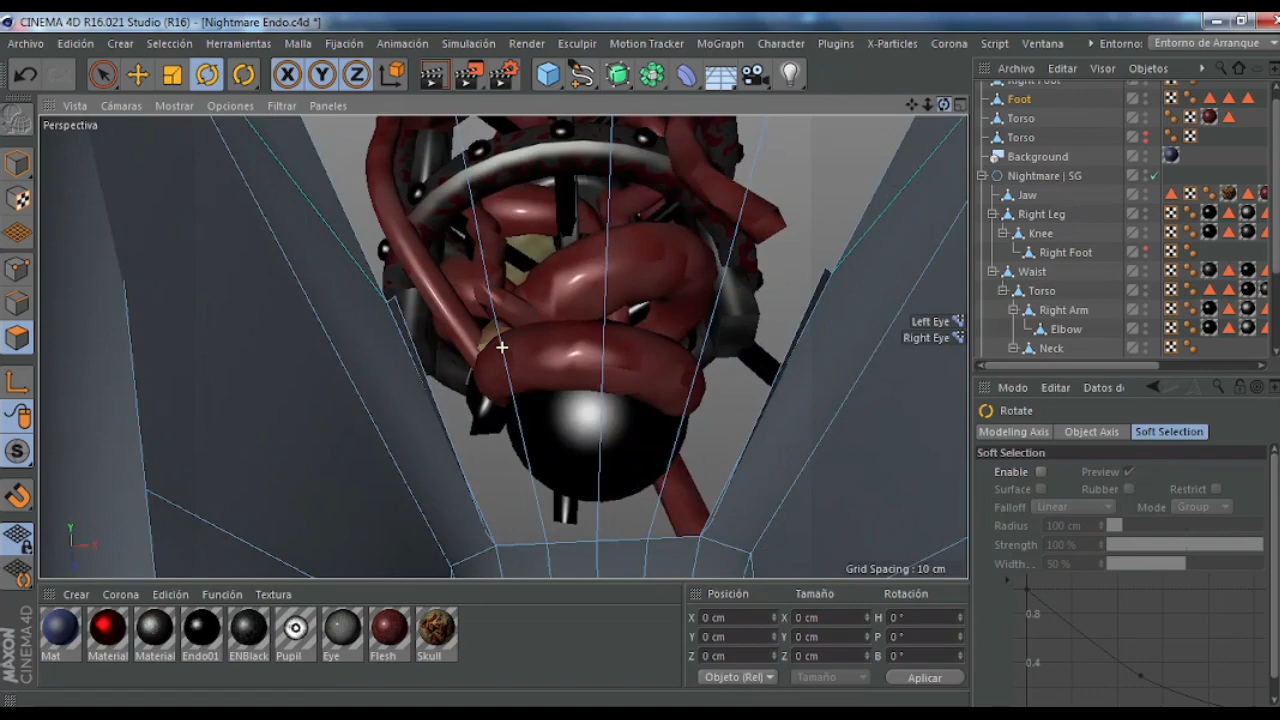 CINEMA 4D R16.021 Studio (R16) - [Nightmare Endo.c4d *]
Archivo Edición Crear Selección Herramientas Malla Fijación Animación Simulación Render Esculpir Motion Tracker MoGraph Character Plugins X-Particles Corona Script Ventana Entorno: Entorno de Arranque
X Y Z
Vista Cámaras Mostrar Opciones Filtrar Paneles
Perspectiva
Left Eye
Right Eye
Y
X
Grid Spacing : 10 cm
Archivo Editar Visor Objetos
Right Foot
Foot
Torso
Torso
Background
Nightmare | SG
Jaw
Right Leg
Knee
Right Foot
Waist
Torso
Right Arm
Elbow
Neck
Modo Editar Datos de
Rotate
Modeling Axis Object Axis Soft Selection
Soft Selection
Enable Preview
Surface Rubber Restrict
Falloff Linear Mode Group
Radius 100 cm
Strength 100 %
Width.. 50 %
0.8
0.4
Crear Corona Edición Función Textura
Mat Material Material Endo01 ENBlack Pupil Eye Flesh Skull
Posición Tamaño Rotación
X 0 cm X 0 cm H 0 °
Y 0 cm Y 0 cm P 0 °
Z 0 cm Z 0 cm B 0 °
Objeto (Rel) Tamaño Aplicar
MAXON
CINEMA 4D